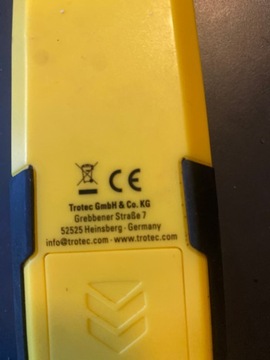 CE
Trotec GmbH & Co. KG
Grebbener Straße 7
52525 Heinsberg · Germany
info@trotec.com · www.trotec.com